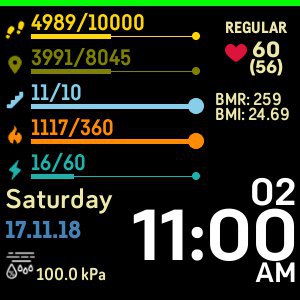 4989/10000
3991/8045
11/10
1117/360
16/60
REGULAR
60
(56)
BMR: 259
BMI: 24.69
Saturday
17.11.18
100.0 kPa
02
11:00
AM